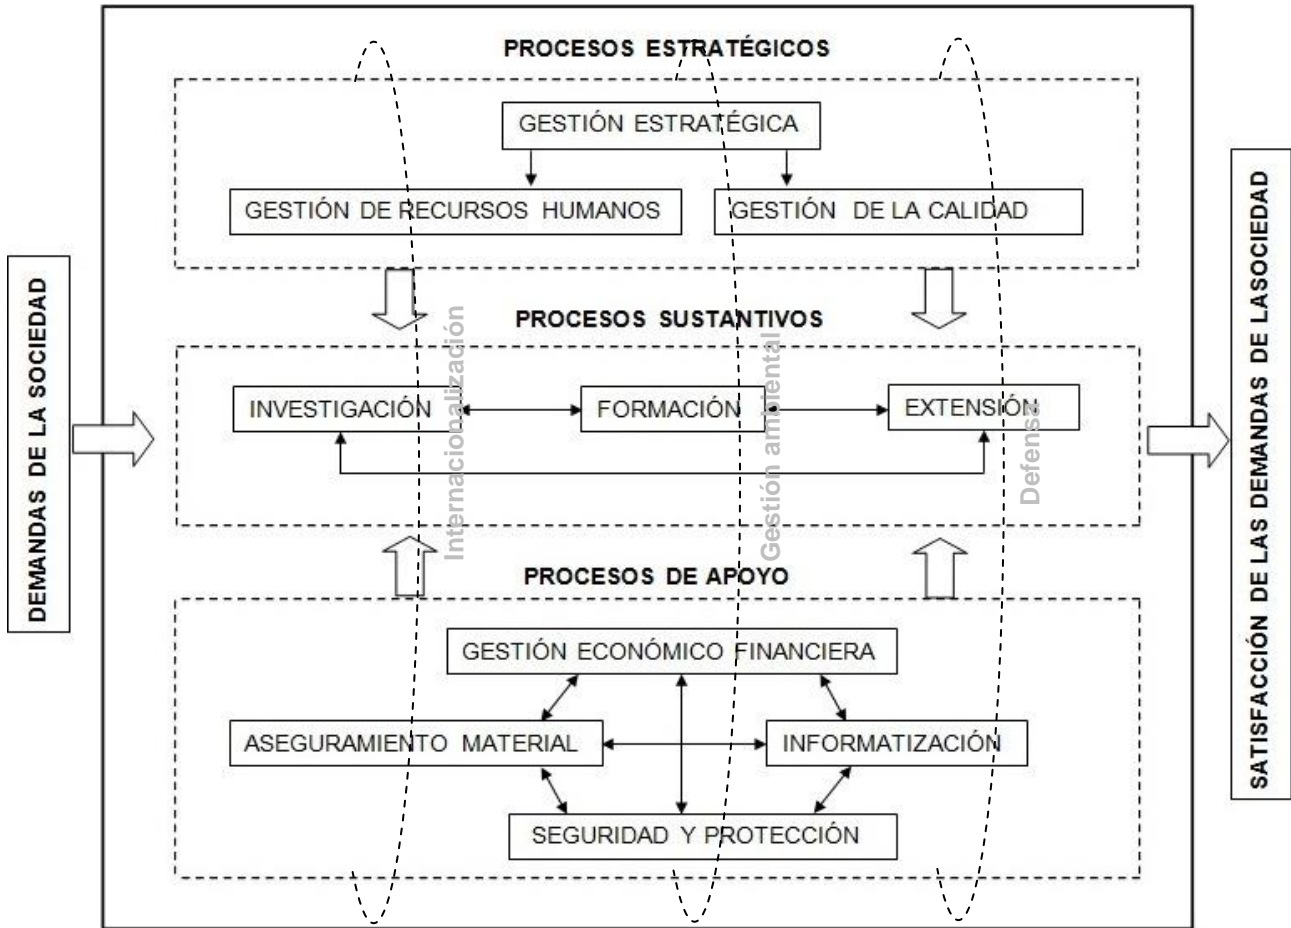 PROCESOS ESTRATÉGICOS
GESTIÓN ESTRATÉGICA
GESTIÓN DE RECURSOS HUMANOS
GESTIÓN DE LA CALIDAD
DEMANDAS DE LA SOCIEDAD
PROCESOS SUSTANTIVOS
INVESTIGACIÓN
FORMACIÓN
EXTENSIÓN
Internacionalización
Gestión ambiental
Defensa
PROCESOS DE APOYO
GESTIÓN ECONÓMICO FINANCIERA
ASEGURAMIENTO MATERIAL
INFORMATIZACIÓN
SEGURIDAD Y PROTECCIÓN
SATISFACCIÓN DE LAS DEMANDAS DE LASOCIEDAD